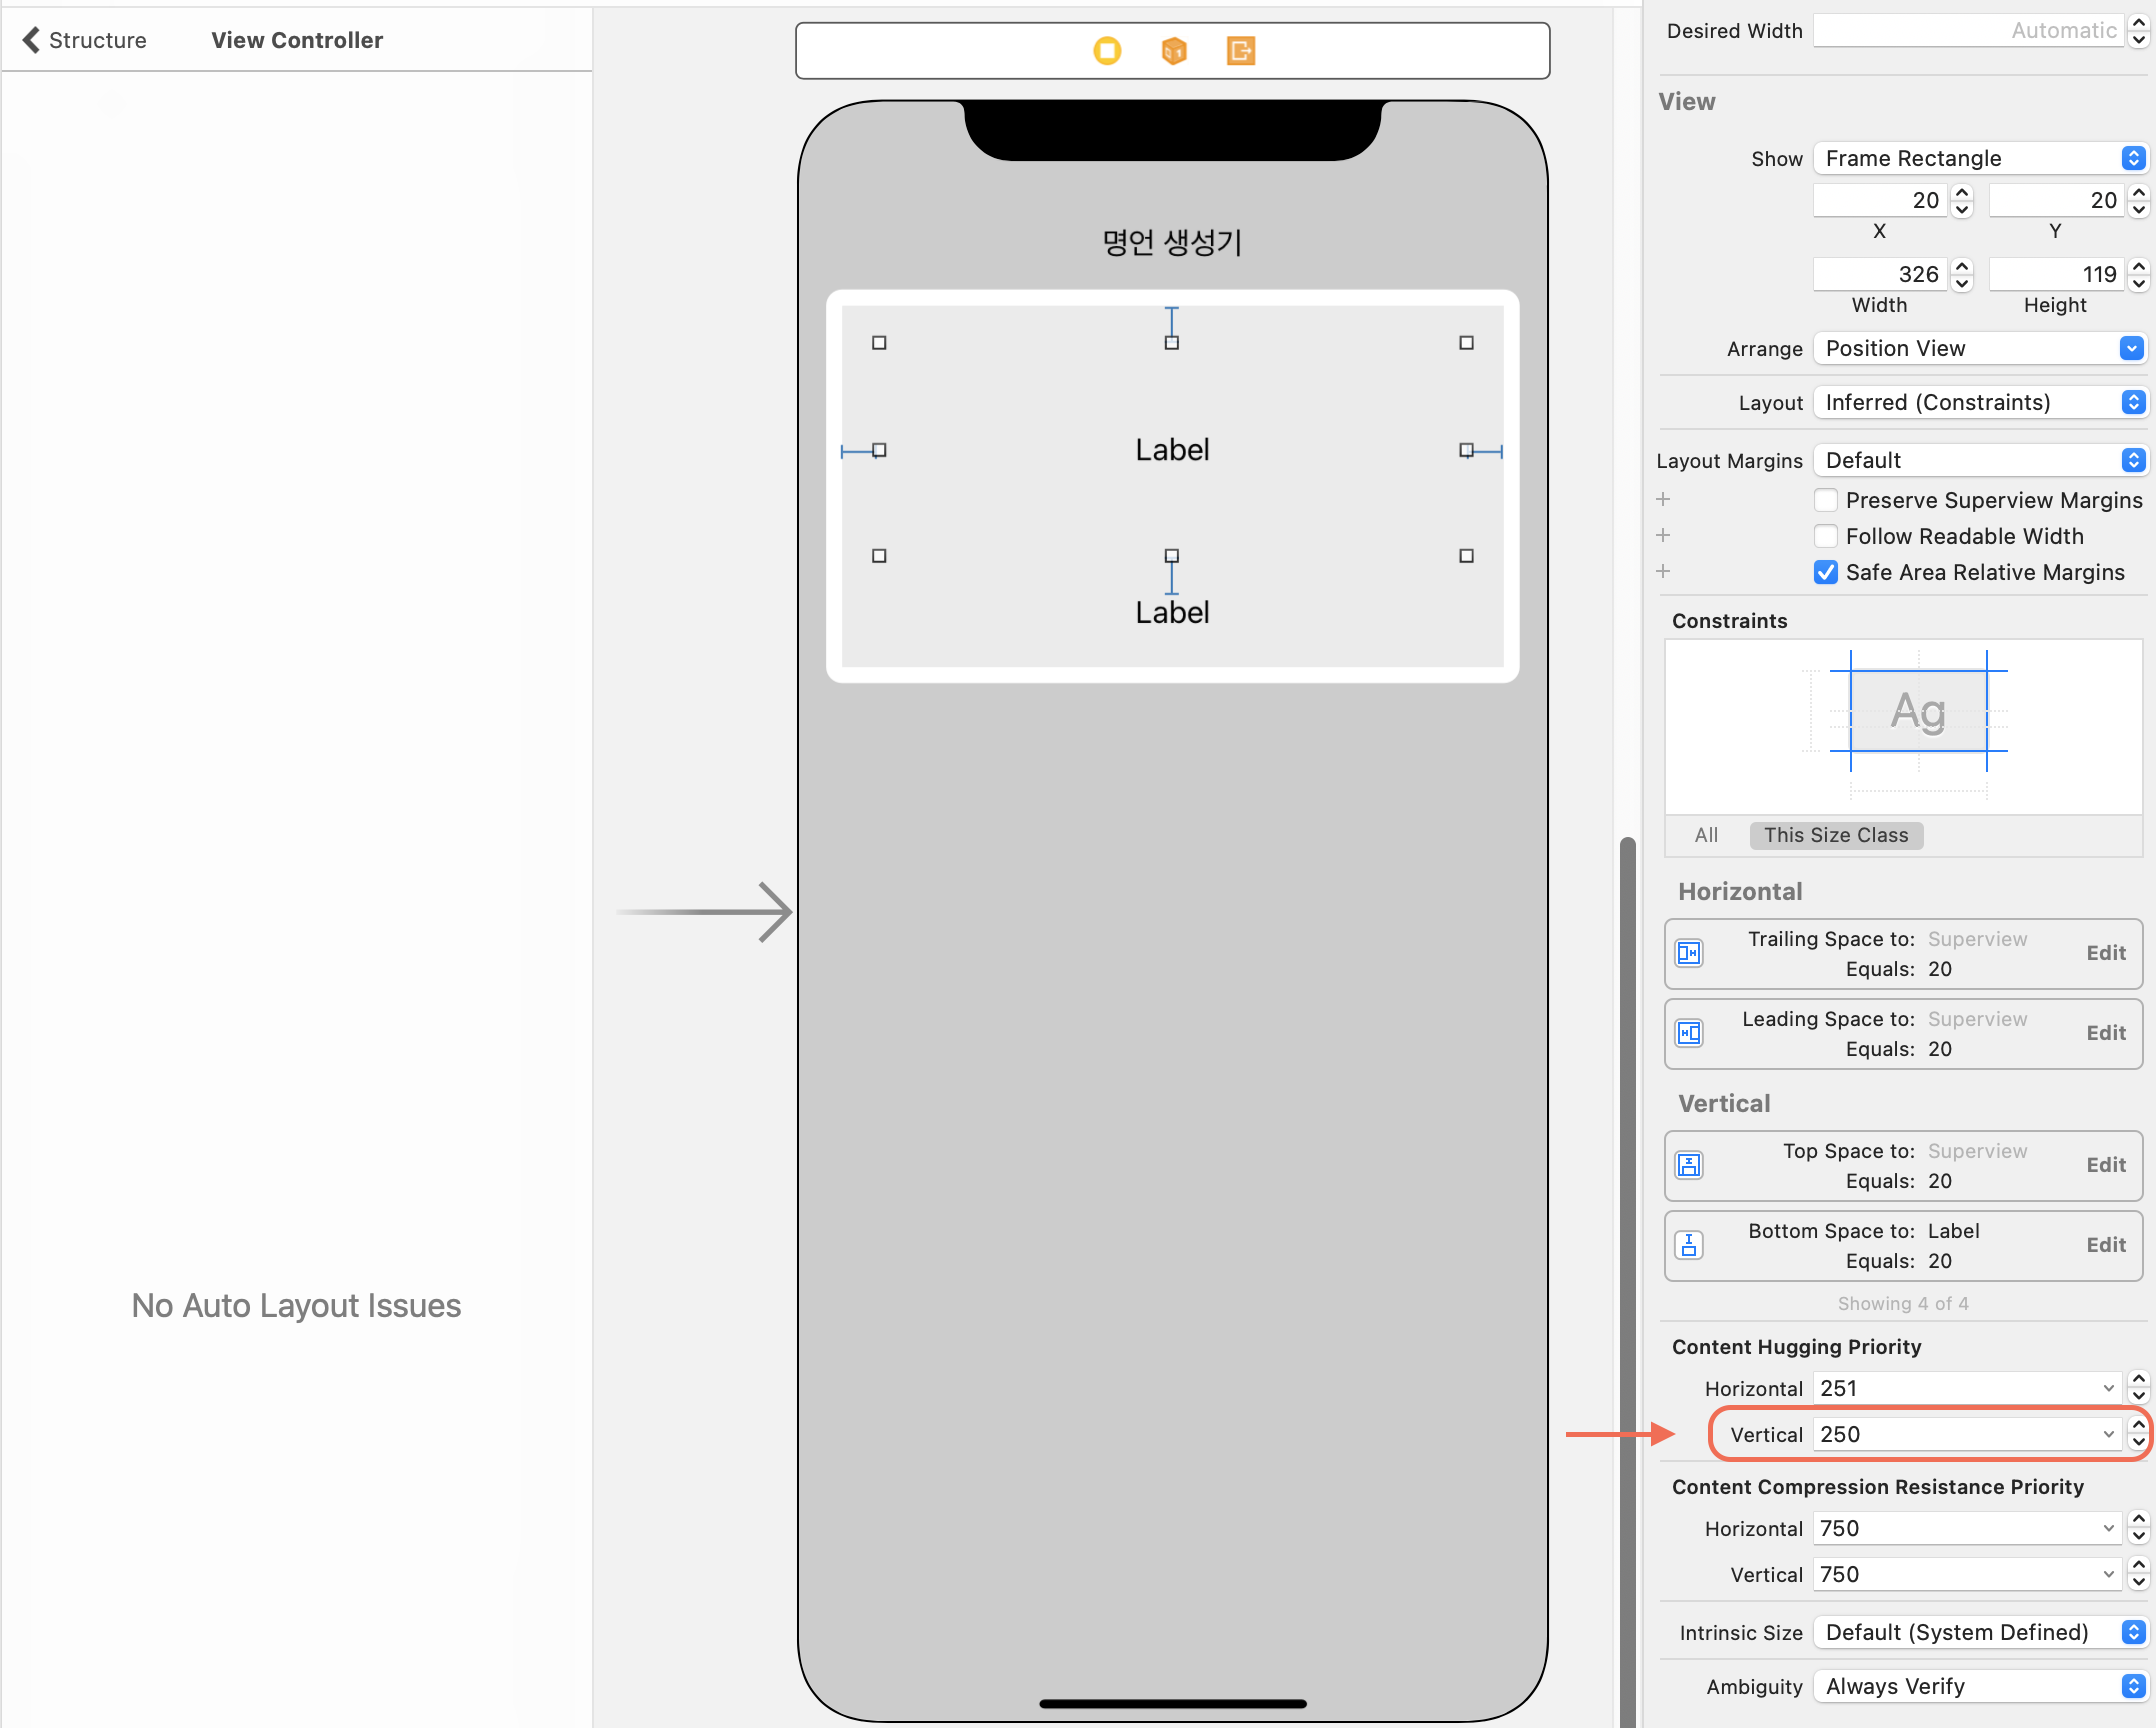 Structure
View Controller
명언 생성기
Label
Label
No Auto Layout Issues
Desired Width Automatic
View
Show Frame Rectangle
20 20
X Y
326 119
Width Height
Arrange Position View
Layout Inferred (Constraints)
Layout Margins Default
Preserve Superview Margins
Follow Readable Width
Safe Area Relative Margins
Constraints
Ag
All This Size Class
Horizontal
Trailing Space to: Superview
Equals: 20
Edit
Leading Space to: Superview
Equals: 20
Edit
Vertical
Top Space to: Superview
Equals: 20
Edit
Bottom Space to: Label
Equals: 20
Edit
Showing 4 of 4
Content Hugging Priority
Horizontal 251
Vertical 250
Content Compression Resistance Priority
Horizontal 750
Vertical 750
Intrinsic Size Default (System Defined)
Ambiguity Always Verify